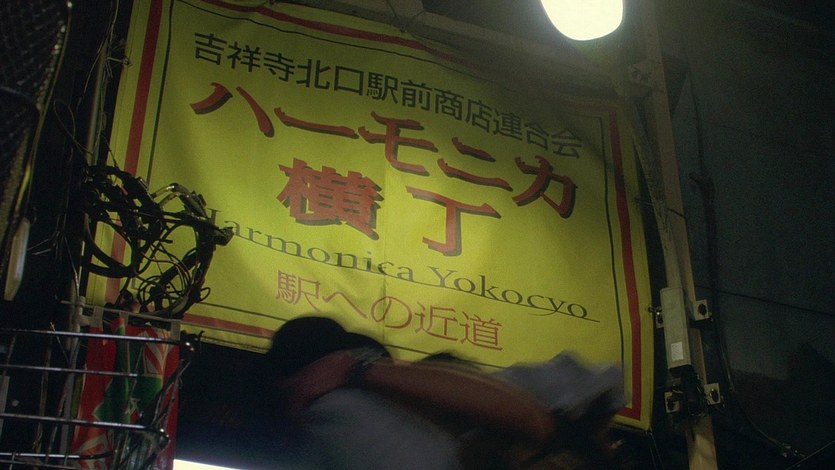 吉祥寺北口駅前商店連合会
ハーモニカ
横丁
Harmonica Yokocyo
駅への近道